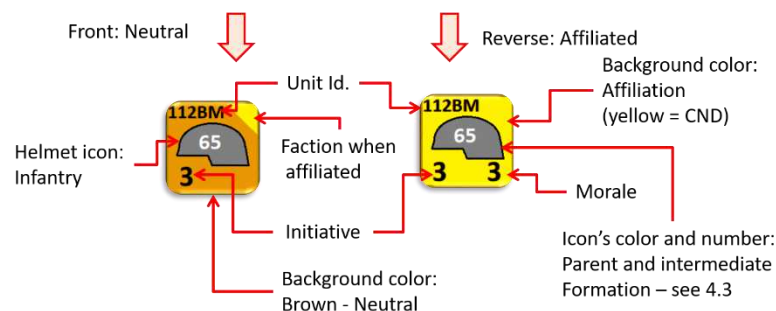 Front: Neutral
Reverse: Affiliated
Unit Id.
Background color:
Affiliation
(yellow = CND)
112BM
65
3
112BM
65
3 3
Helmet icon:
Infantry
Faction when
affiliated
Morale
Initiative
Icon's color and number:
Parent and intermediate
Formation – see 4.3
Background color:
Brown - Neutral